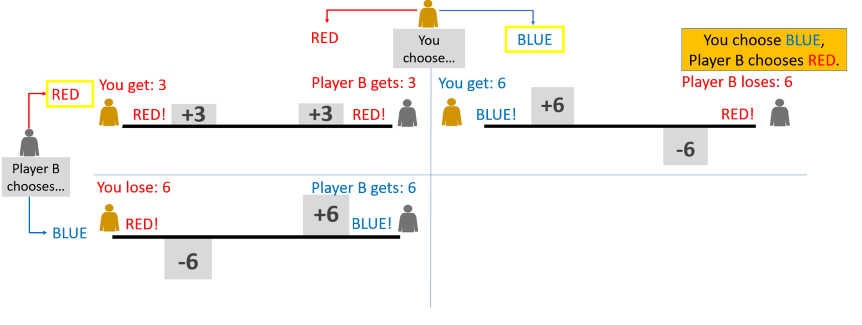 RED
You
choose...
BLUE
You choose BLUE,
Player B chooses RED.
RED
You get: 3
Player B gets: 3
RED!
+3
+3
RED!
You get: 6
Player B loses: 6
BLUE!
+6
RED!
-6
Player B
chooses...
BLUE
You lose: 6
Player B gets: 6
RED!
+6
BLUE!
-6